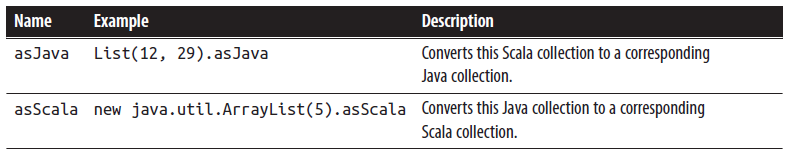 Name Example Description
asJava List(12, 29).asJava Converts this Scala collection to a corresponding
Java collection.
asScala new java.util.ArrayList(5).asScala Converts this Java collection to a corresponding
Scala collection.